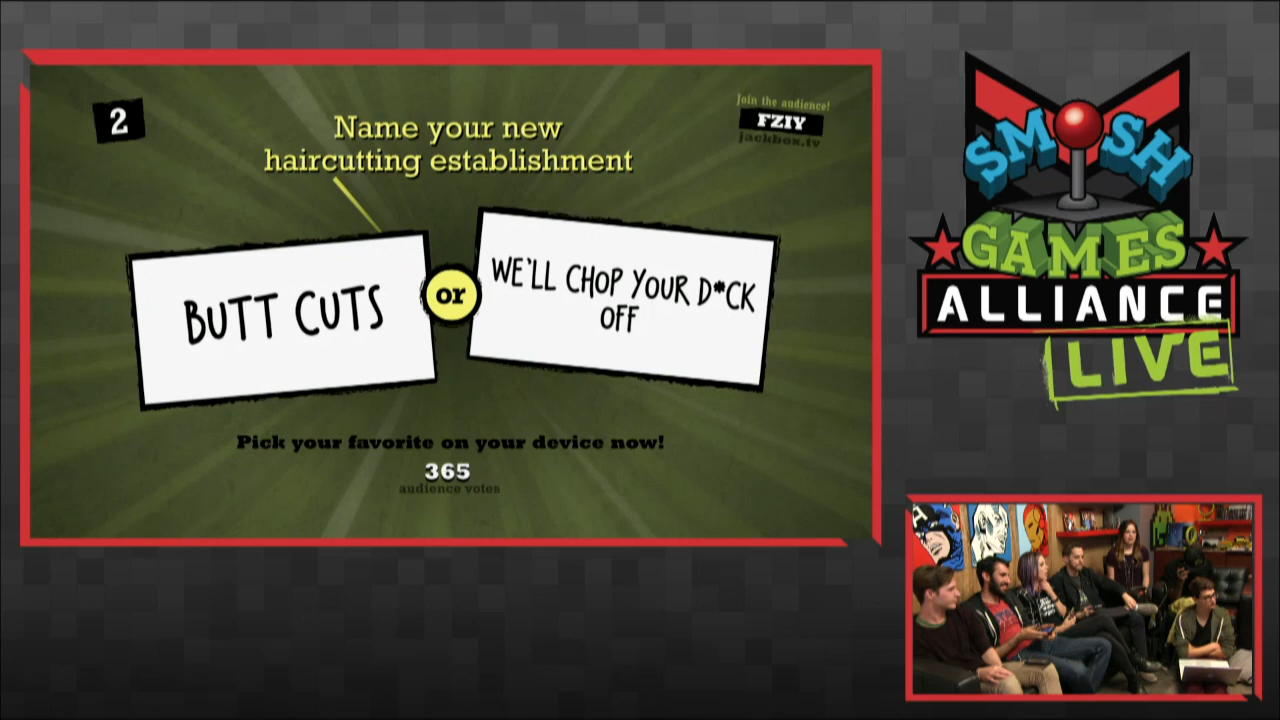 2
Name your new
haircutting establishment
Join the audience!
FZIY
jackbox.tv
BUTT CUTS
or
WE'LL CHOP YOUR D*CK
OFF
Pick your favorite on your device now!
365
audience votes
SMOSH
GAMES
ALLIANCE
LIVE